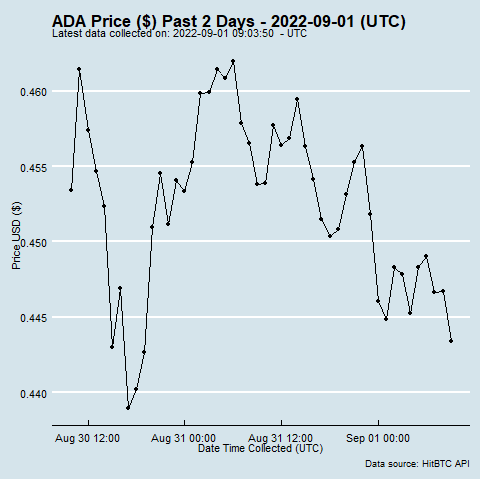 ADA Price ($) Past 2 Days - 2022-09-01 (UTC)
Latest data collected on: 2022-09-01 09:03:50 - UTC
0.460
0.455
0.450
0.445
0.440
Price USD ($)
Aug 30 12:00 Aug 31 00:00 Aug 31 12:00 Sep 01 00:00
Date Time Collected (UTC)
Data source: HitBTC API